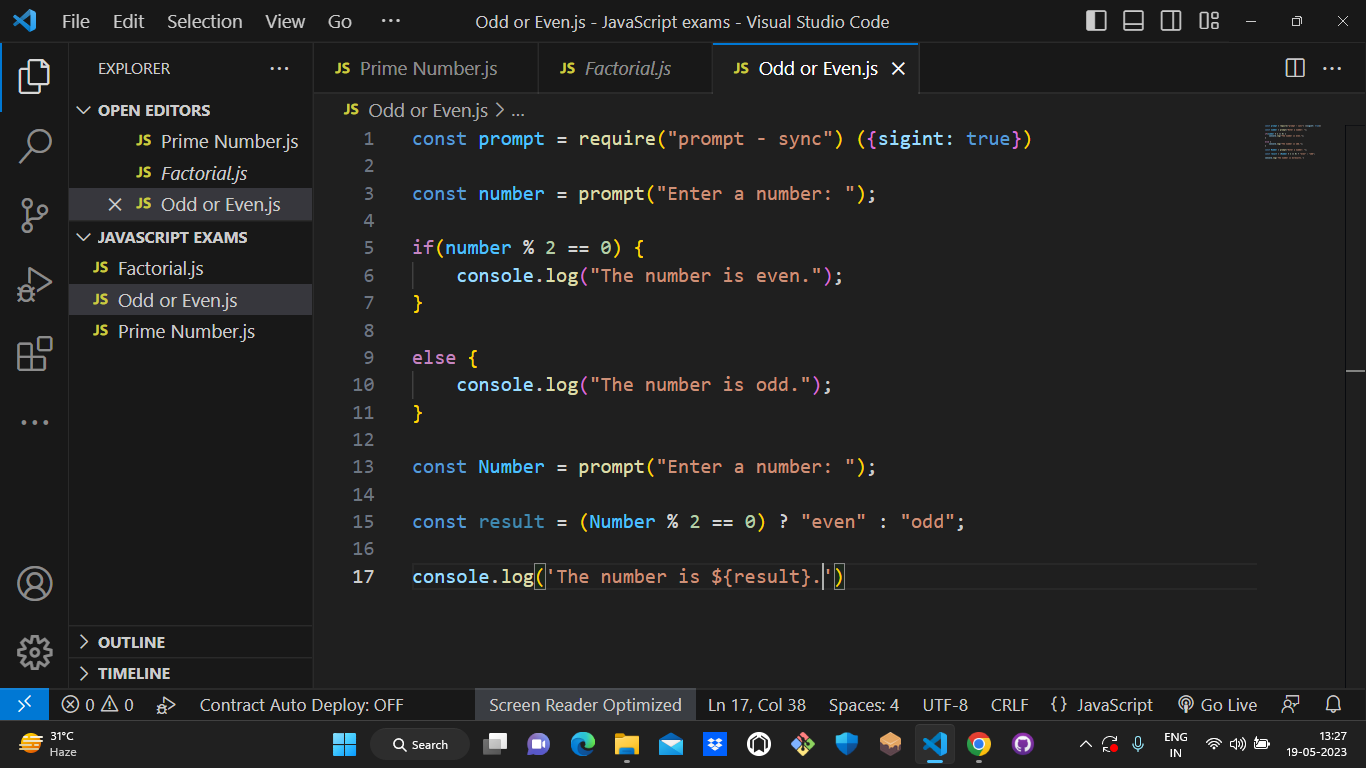 File Edit Selection View Go ··· Odd or Even.js - JavaScript exams - Visual Studio Code
EXPLORER ···
OPEN EDITORS
JS Prime Number.js
JS Factorial.js
JS Odd or Even.js
JAVASCRIPT EXAMS
JS Factorial.js
JS Odd or Even.js
JS Prime Number.js
OUTLINE
TIMELINE
JS Prime Number.js JS Factorial.js JS Odd or Even.js
JS Odd or Even.js > ...
1 const prompt = require("prompt - sync") ({sigint: true})
2
3 const number = prompt("Enter a number: ");
4
5 if(number % 2 == 0) {
6 console.log("The number is even.");
7 }
8
9 else {
10 console.log("The number is odd.");
11 }
12
13 const Number = prompt("Enter a number: ");
14
15 const result = (Number % 2 == 0) ? "even" : "odd";
16
17 console.log('The number is ${result}.')
0 0 Contract Auto Deploy: OFF Screen Reader Optimized Ln 17, Col 38 Spaces: 4 UTF-8 CRLF {} JavaScript Go Live
31°C
Haze
Search
ENG
IN
13:27
19-05-2023